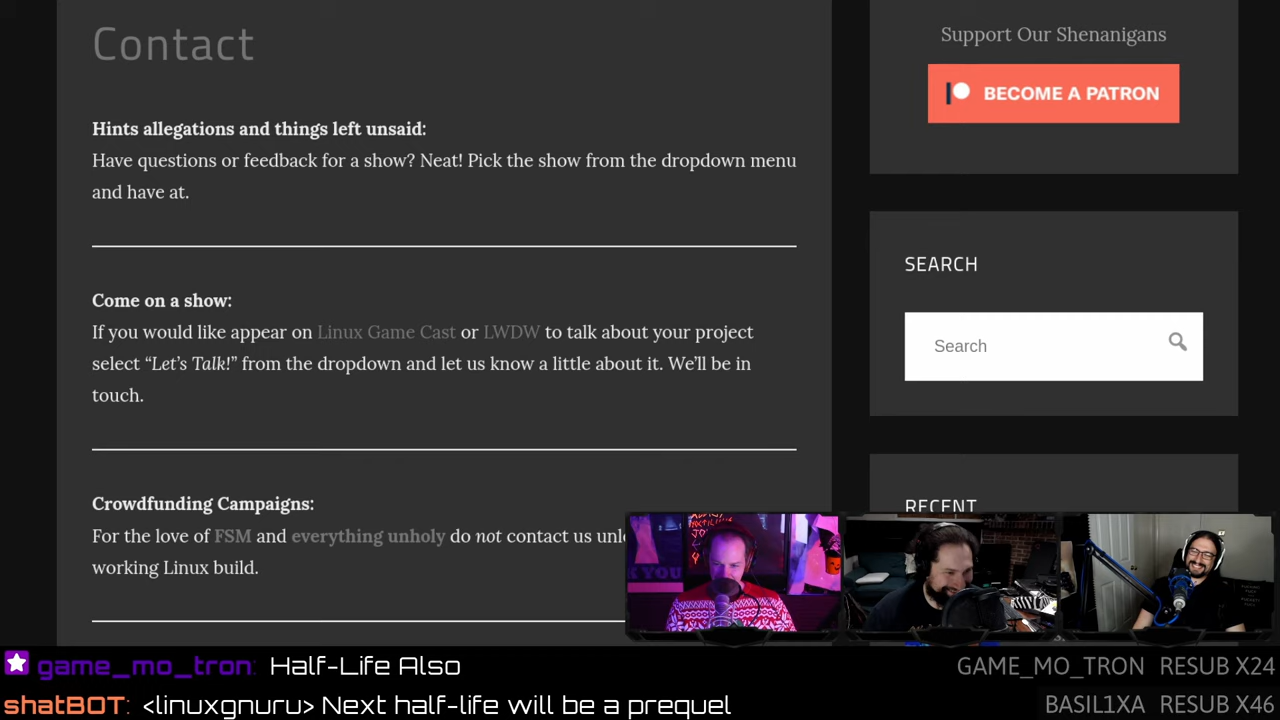 Contact
Hints allegations and things left unsaid:
Have questions or feedback for a show? Neat! Pick the show from the dropdown menu
and have at.
Come on a show:
If you would like appear on Linux Game Cast or LWDW to talk about your project
select “Let’s Talk!” from the dropdown and let us know a little about it. We’ll be in
touch.
Crowdfunding Campaigns:
For the love of FSM and everything unholy do not contact us
working Linux build.
Support Our Shenanigans
BECOME A PATRON
SEARCH
Search
RECENT
game_mo_tron: Half-Life Also
shatBOT: <linuxgnuru> Next half-life will be a prequel
GAME_MO_TRON RESUB X24
BASIL1XA RESUB X46